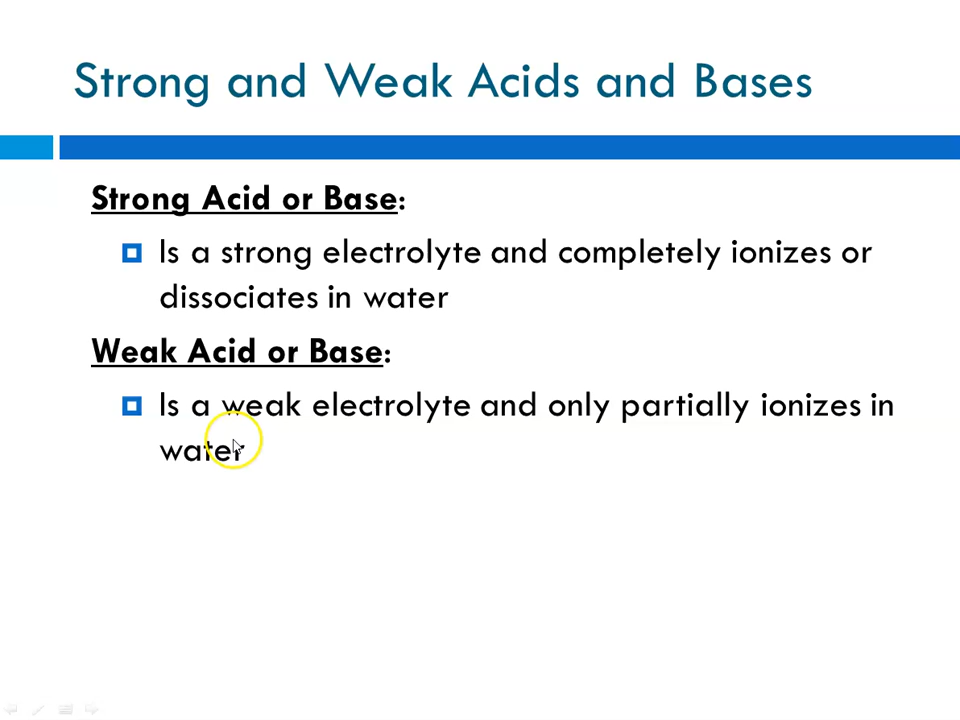 Strong and Weak Acids and Bases
Strong Acid or Base:
Is a strong electrolyte and completely ionizes or
dissociates in water
Weak Acid or Base:
Is a weak electrolyte and only partially ionizes in
water